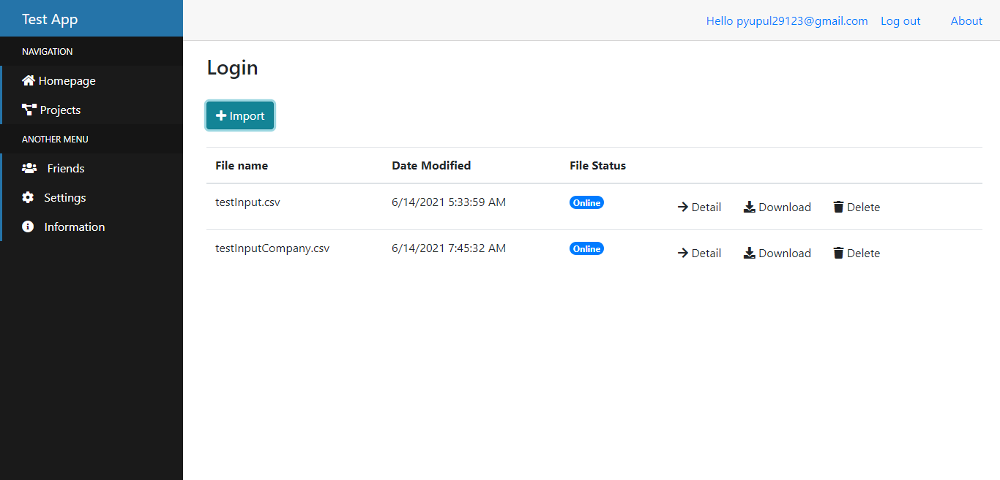 Test App
Hello pyupul29123@gmail.com Log out About
NAVIGATION
Homepage
Projects
ANOTHER MENU
Friends
Settings
Information
Login
Import
File name Date Modified File Status
testInput.csv 6/14/2021 5:33:59 AM Online Detail Download Delete
testInputCompany.csv 6/14/2021 7:45:32 AM Online Detail Download Delete